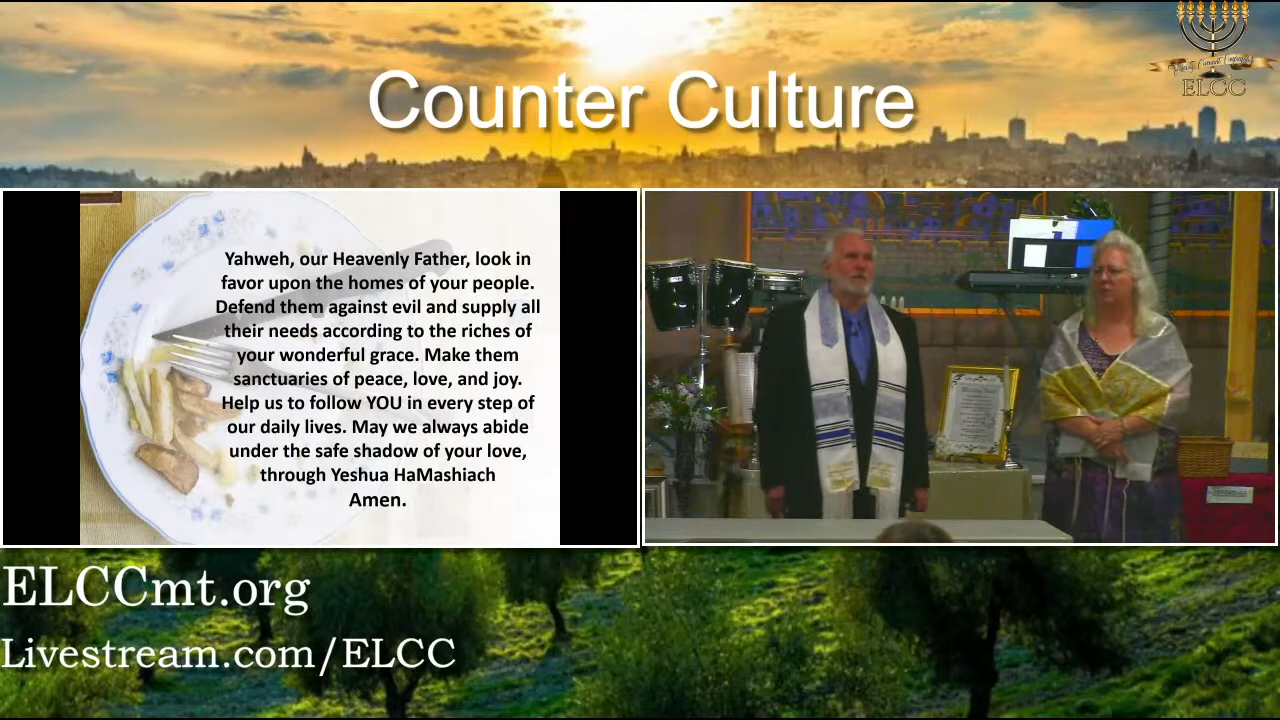 Counter Culture
ELCC
Yahweh, our Heavenly Father, look in
favor upon the homes of your people.
Defend them against evil and supply all
their needs according to the riches of
your wonderful grace. Make them
sanctuaries of peace, love, and joy.
Help us to follow YOU in every step of
our daily lives. May we always abide
under the safe shadow of your love,
through Yeshua HaMashiach
Amen.
ELCCmt.org
Livestream.com/ELCC